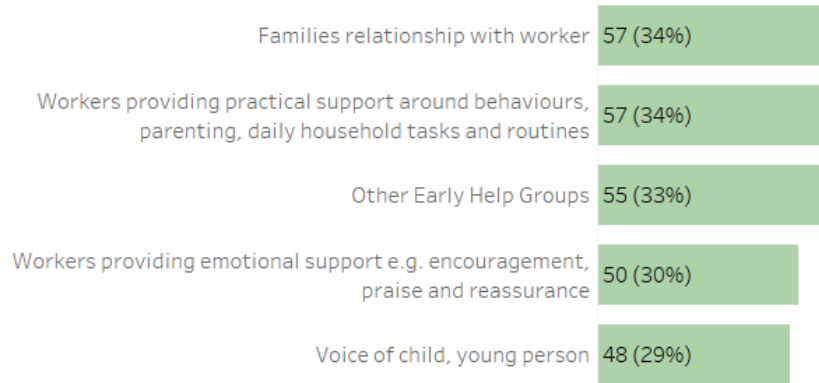 Families relationship with worker 57 (34%)
Workers providing practical support around behaviours,
parenting, daily household tasks and routines 57 (34%)
Other Early Help Groups 55 (33%)
Workers providing emotional support e.g. encouragement,
praise and reassurance 50 (30%)
Voice of child, young person 48 (29%)